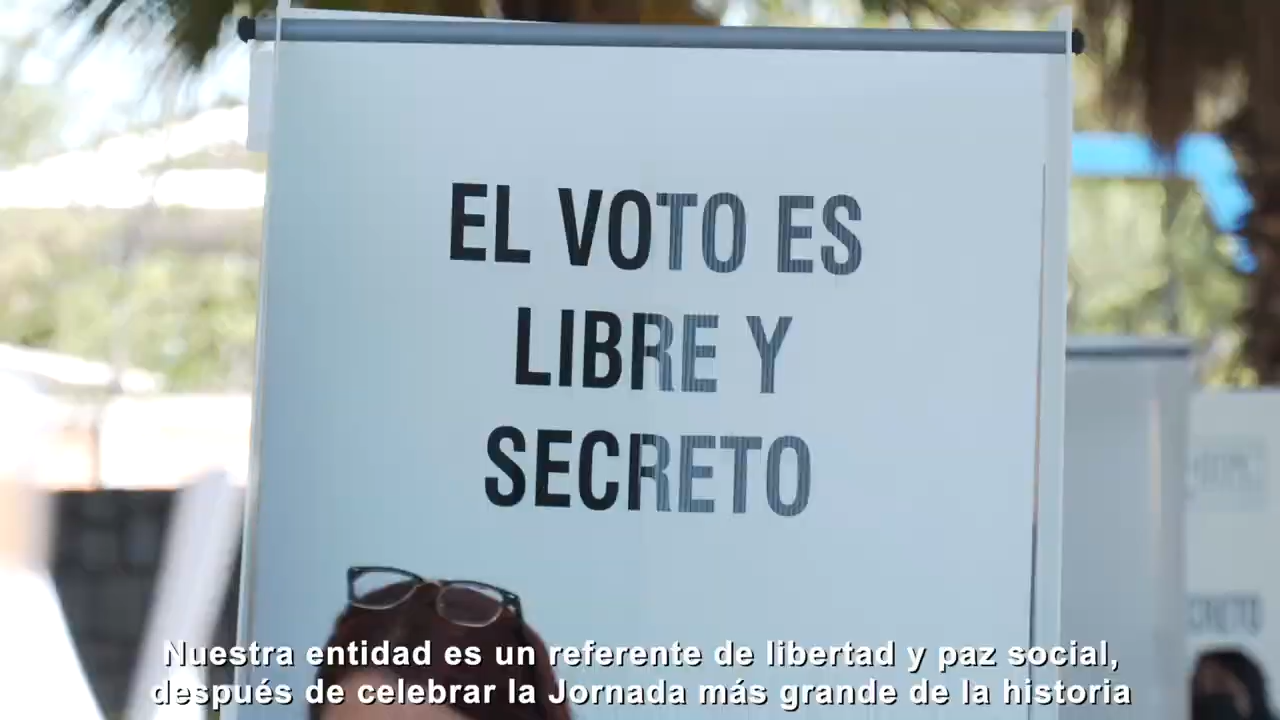 EL VOTO ES
LIBRE Y
SECRETO
Nuestra entidad es un referente de libertad y paz social,
después de celebrar la Jornada más grande de la historia